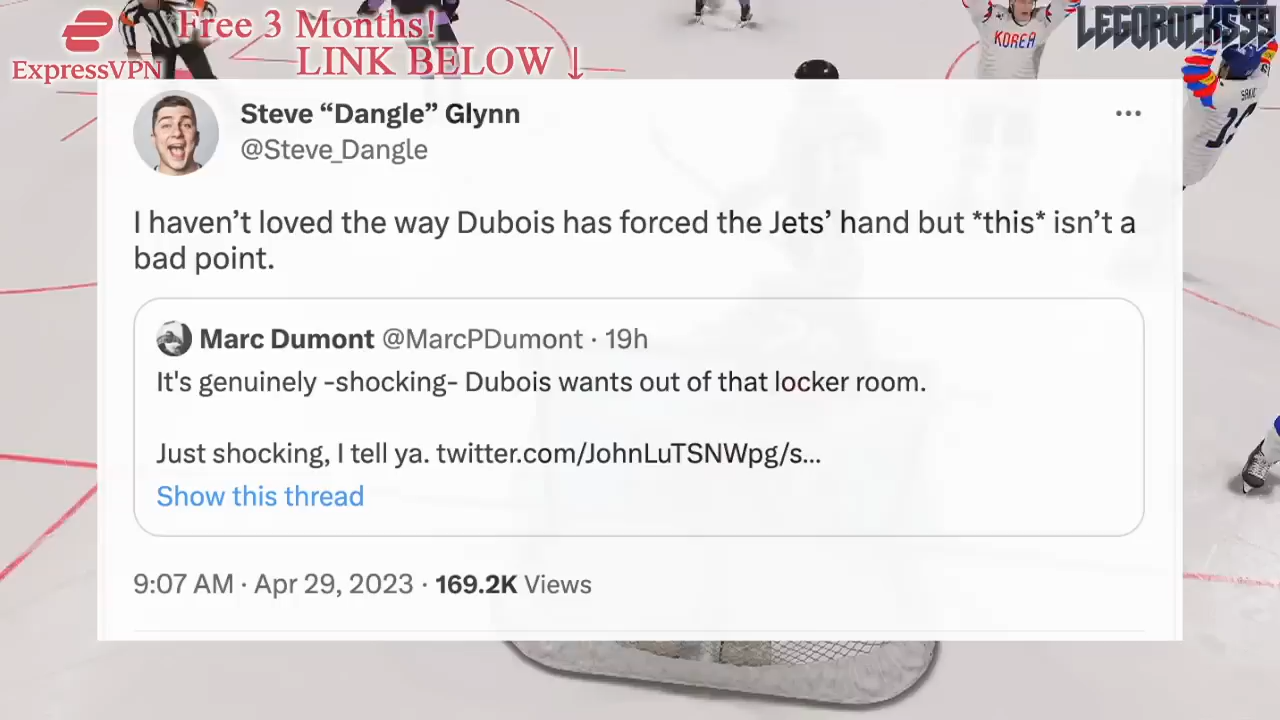 Free 3 Months!
ExpressVPN LINK BELOW ↓
LEGOROCKS99
KOREA
Steve “Dangle” Glynn
@Steve_Dangle
I haven’t loved the way Dubois has forced the Jets’ hand but *this* isn’t a
bad point.
Marc Dumont @MarcPDumont · 19h
It's genuinely -shocking- Dubois wants out of that locker room.
Just shocking, I tell ya. twitter.com/JohnLuTSNWpg/s...
Show this thread
9:07 AM · Apr 29, 2023 · 169.2K Views